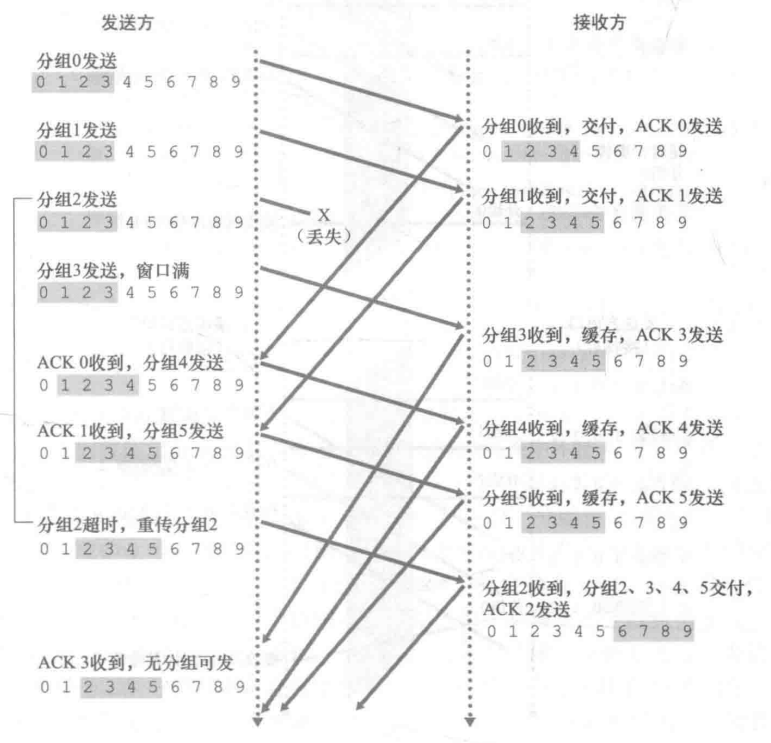 发送方
接收方
分组0发送
0 1 2 3 4 5 6 7 8 9
分组0收到，交付，ACK 0发送
0 1 2 3 4 5 6 7 8 9
分组1发送
0 1 2 3 4 5 6 7 8 9
分组1收到，交付，ACK 1发送
0 1 2 3 4 5 6 7 8 9
分组2发送
0 1 2 3 4 5 6 7 8 9
X
（丢失）
分组3发送，窗口满
0 1 2 3 4 5 6 7 8 9
分组3收到，缓存，ACK 3发送
0 1 2 3 4 5 6 7 8 9
ACK 0收到，分组4发送
0 1 2 3 4 5 6 7 8 9
分组4收到，缓存，ACK 4发送
0 1 2 3 4 5 6 7 8 9
ACK 1收到，分组5发送
0 1 2 3 4 5 6 7 8 9
分组5收到，缓存，ACK 5发送
0 1 2 3 4 5 6 7 8 9
分组2超时，重传分组2
0 1 2 3 4 5 6 7 8 9
分组2收到，分组2、3、4、5交付，
ACK 2发送
0 1 2 3 4 5 6 7 8 9
ACK 3收到，无分组可发
0 1 2 3 4 5 6 7 8 9